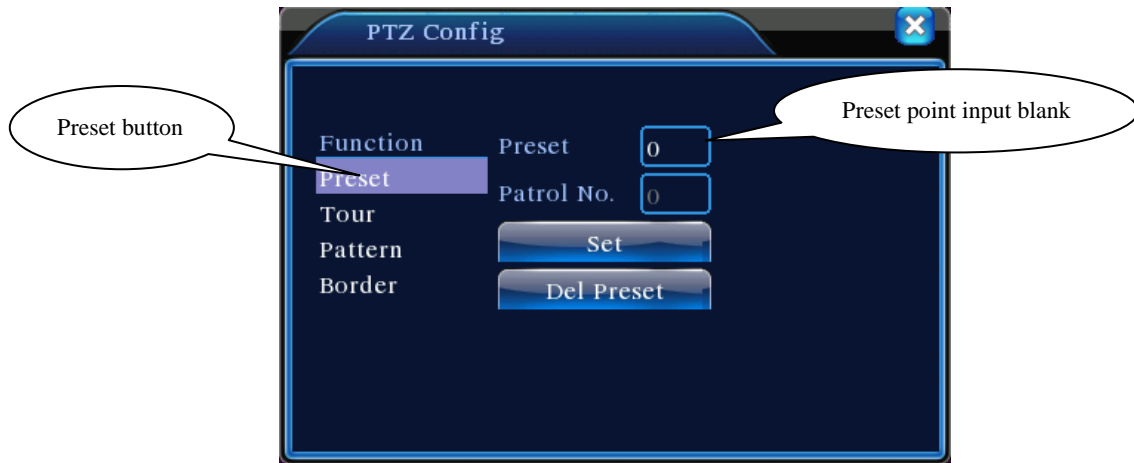 PTZ Config
Preset button
Preset point input blank
Function
Preset
Tour
Pattern
Border
Preset 0
Patrol No. 0
Set
Del Preset